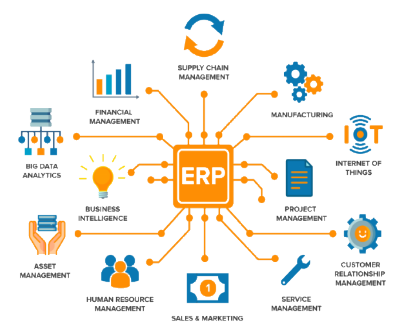 SUPPLY CHAIN
MANAGEMENT
FINANCIAL
MANAGEMENT
MANUFACTURING
BIG DATA
ANALYTICS
IOT
INTERNET OF
THINGS
ERP
BUSINESS
INTELLIGENCE
PROJECT
MANAGEMENT
ASSET
MANAGEMENT
CUSTOMER
RELATIONSHIP
MANAGEMENT
HUMAN RESOURCE
MANAGEMENT
1
SALES & MARKETING
SERVICE
MANAGEMENT